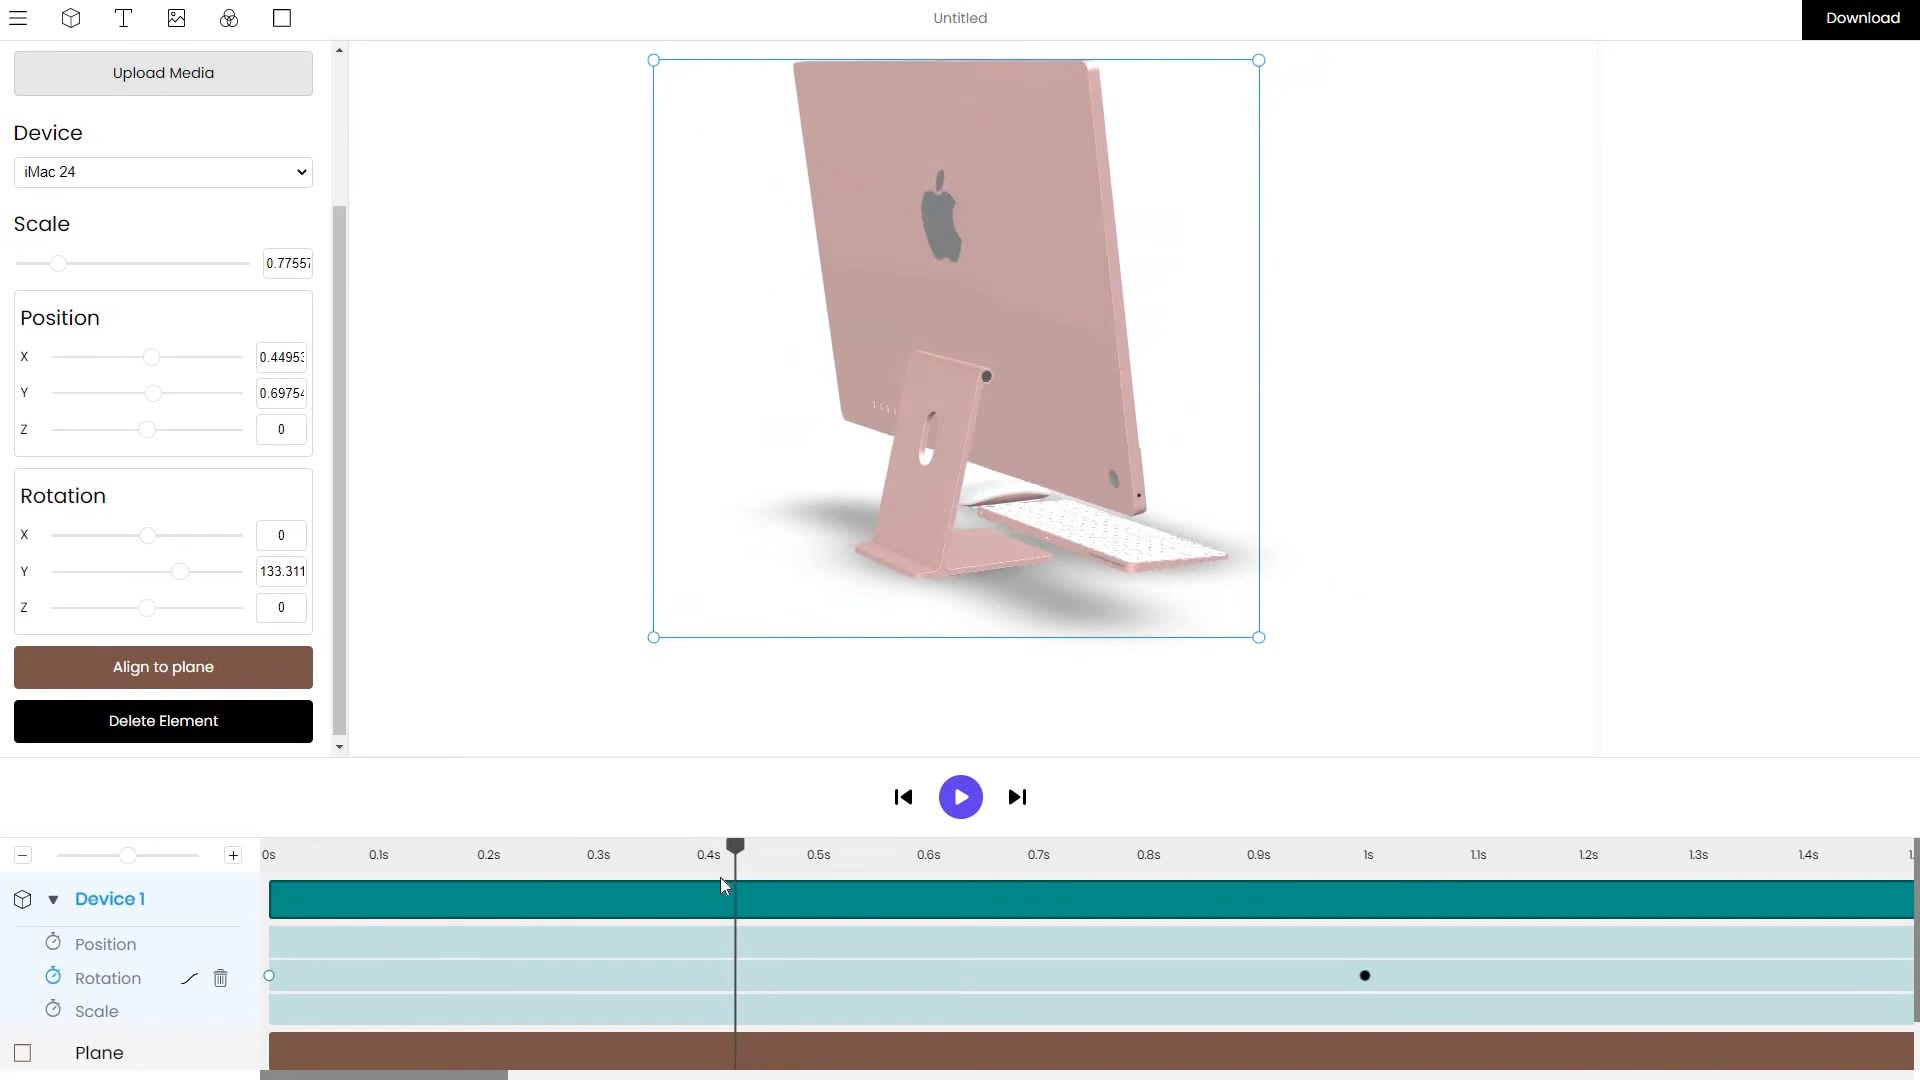 Untitled
Download
Upload Media
Device
iMac 24
Scale
0.7755
Position
X
0.4495
Y
0.6975
Z
0
Rotation
X
0
Y
133.311
Z
0
Align to plane
Delete Element
0s 0.1s 0.2s 0.3s 0.4s 0.5s 0.6s 0.7s 0.8s 0.9s 1s 1.1s 1.2s 1.3s 1.4s
Device 1
Position
Rotation
Scale
Plane